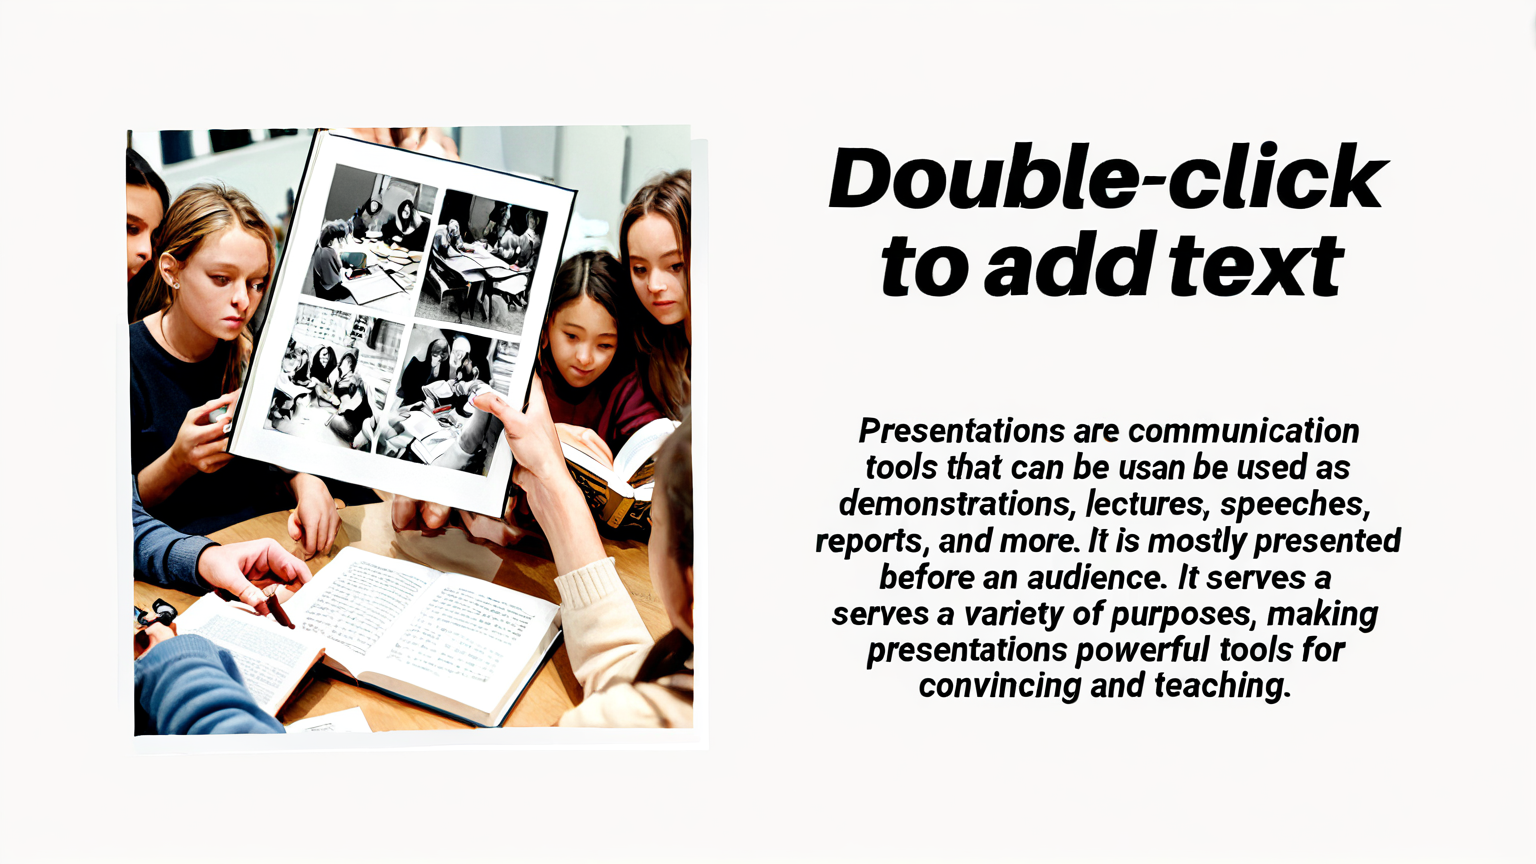 Double-click
to add text
Presentations are communication
tools that can be usan be used as
demonstrations, lectures, speeches,
reports, and more. It is mostly presented
before an audience. It serves a
serves a variety of purposes, making
presentations powerful tools for
convincing and teaching.